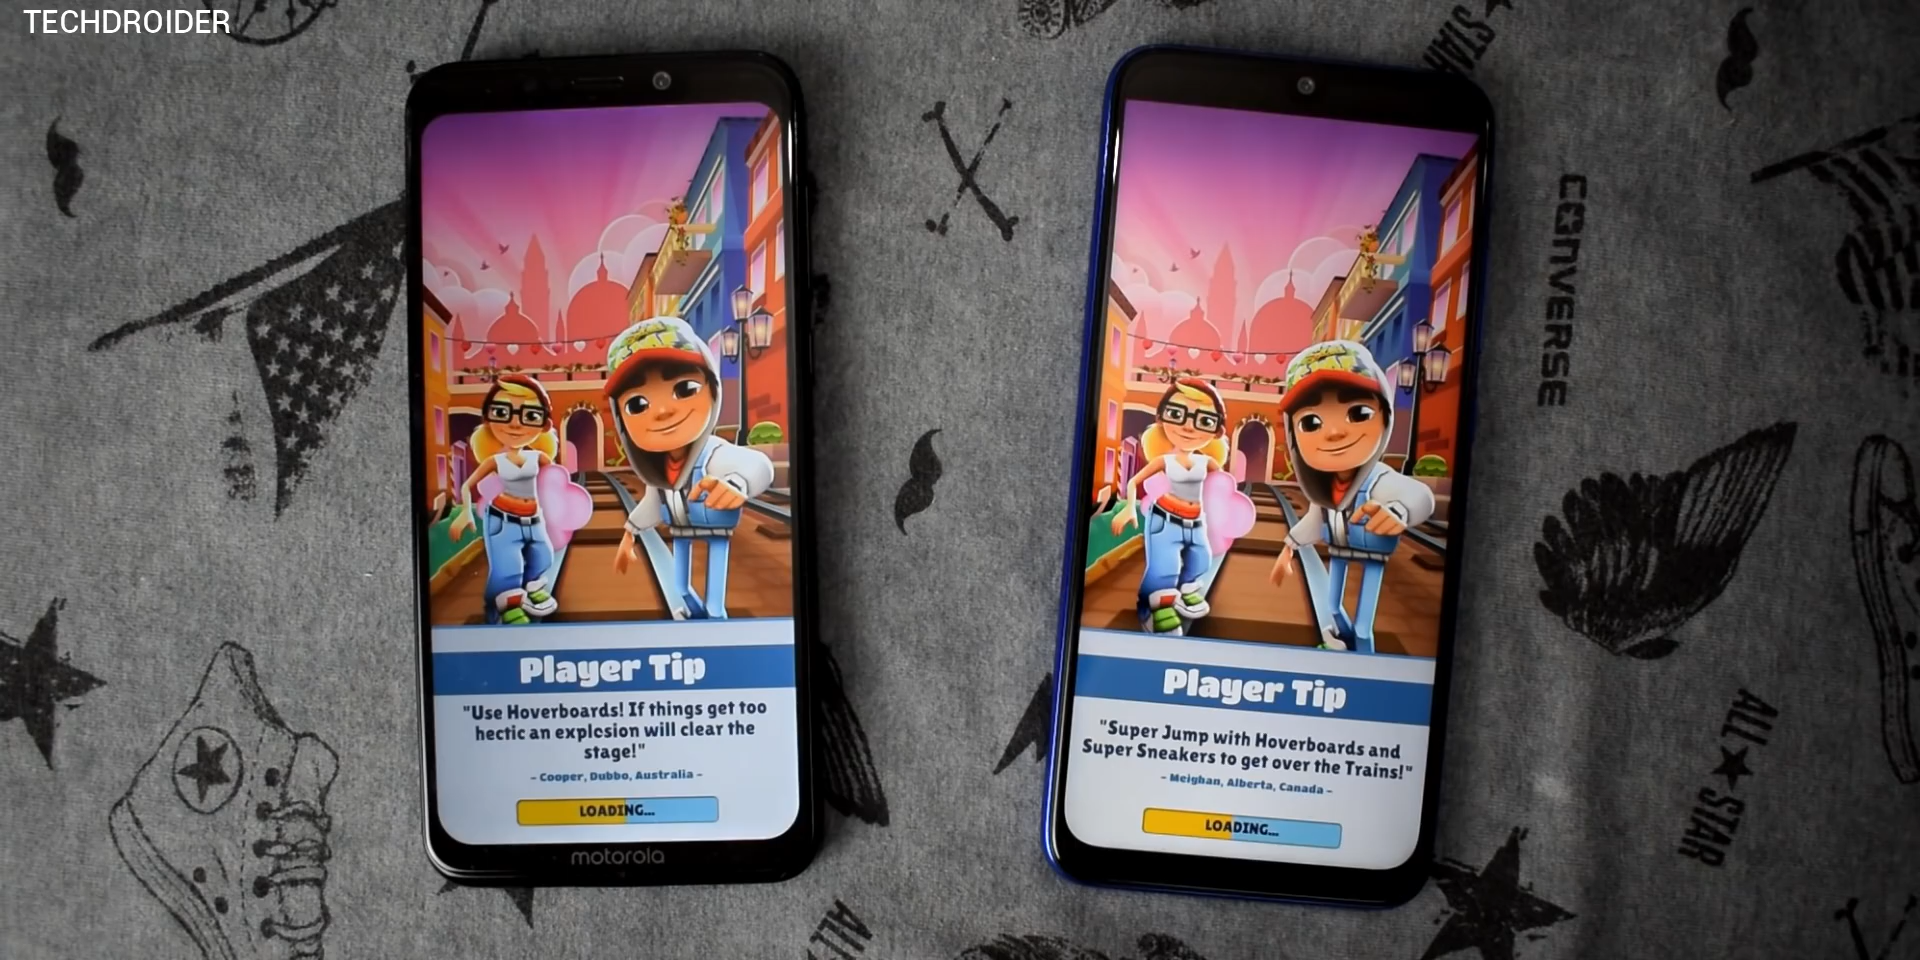 TECHDROIDER
Player Tip
"Use Hoverboards! If things get too
hectic an explosion will clear the
stage!"
- Cooper, Dubbo, Australia -
LOADING...
motorola
Player Tip
"Super Jump with Hoverboards and
Super Sneakers to get over the Trains!"
- Meighan, Alberta, Canada -
LOADING...
CONVERSE
ALL★STAR
STAR
ALL